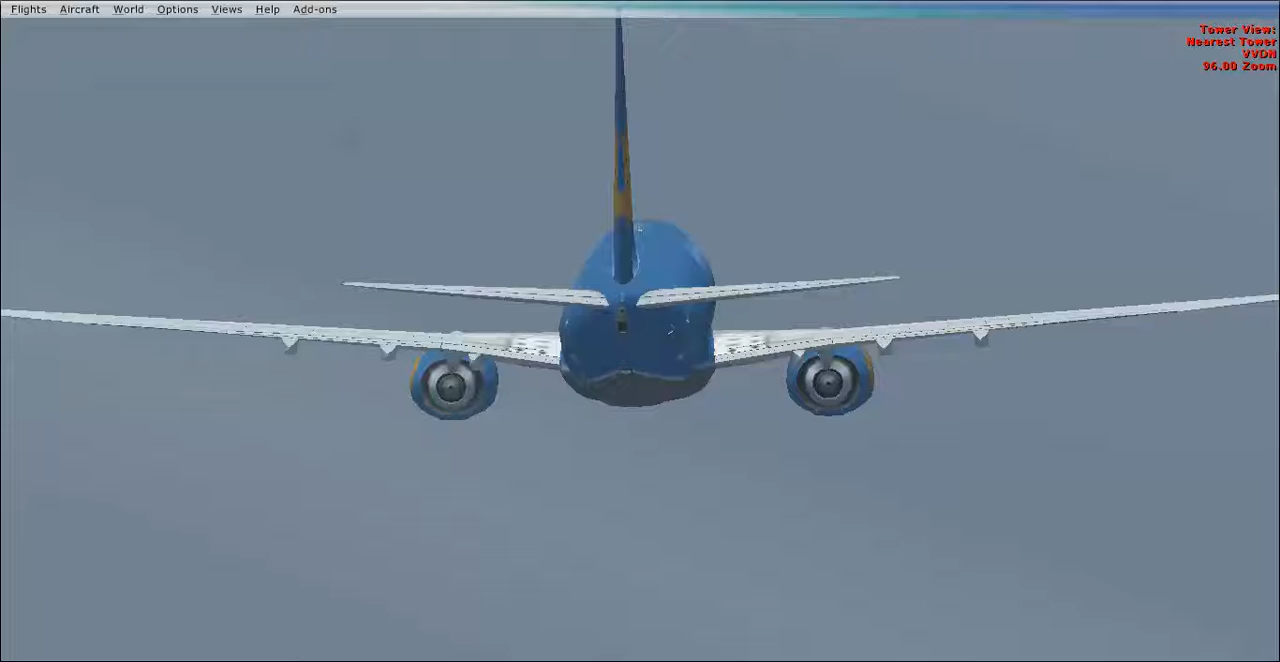 Flights Aircraft World Options Views Help Add-ons
Tower View:
Nearest Tower
VVDN
96.00 Zoom